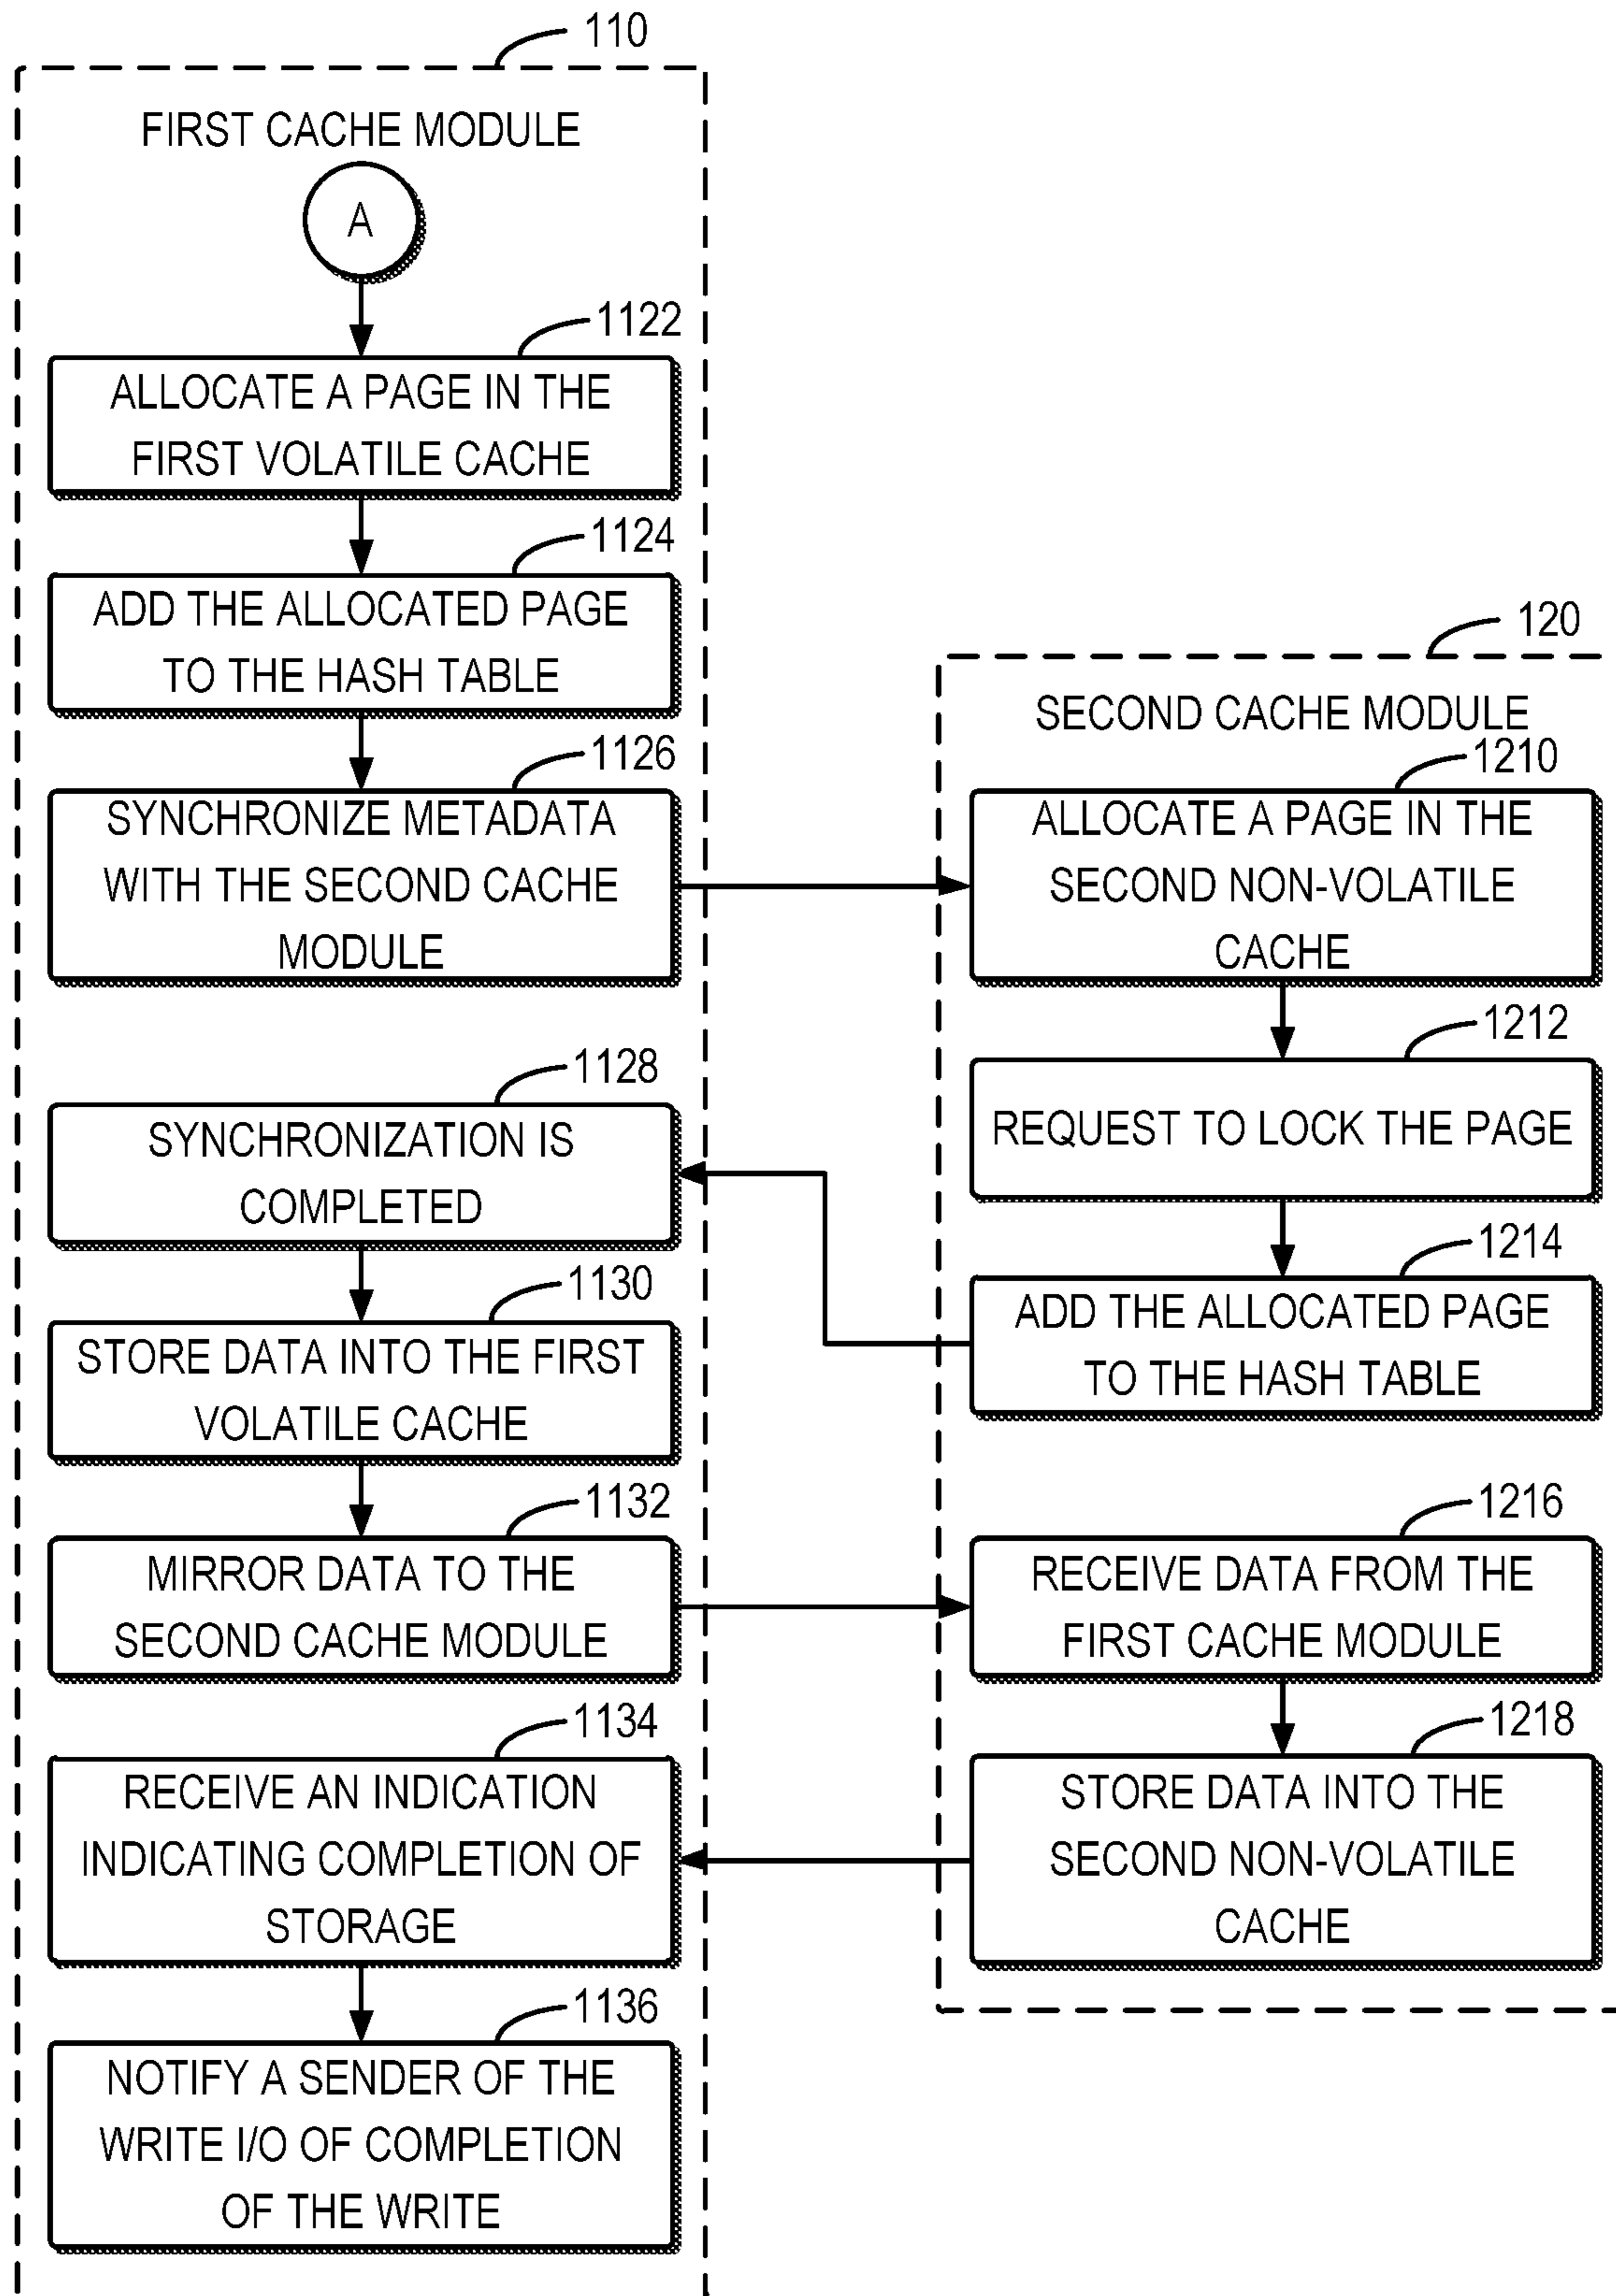 110
FIRST CACHE MODULE
A
1122
ALLOCATE A PAGE IN THE
FIRST VOLATILE CACHE
1124
ADD THE ALLOCATED PAGE
TO THE HASH TABLE
1126
SYNCHRONIZE METADATA
WITH THE SECOND CACHE
MODULE
1128
SYNCHRONIZATION IS
COMPLETED
1130
STORE DATA INTO THE FIRST
VOLATILE CACHE
1132
MIRROR DATA TO THE
SECOND CACHE MODULE
1134
RECEIVE AN INDICATION
INDICATING COMPLETION OF
STORAGE
1136
NOTIFY A SENDER OF THE
WRITE I/O OF COMPLETION
OF THE WRITE
120
SECOND CACHE MODULE
1210
ALLOCATE A PAGE IN THE
SECOND NON-VOLATILE
CACHE
1212
REQUEST TO LOCK THE PAGE
1214
ADD THE ALLOCATED PAGE
TO THE HASH TABLE
1216
RECEIVE DATA FROM THE
FIRST CACHE MODULE
1218
STORE DATA INTO THE
SECOND NON-VOLATILE
CACHE